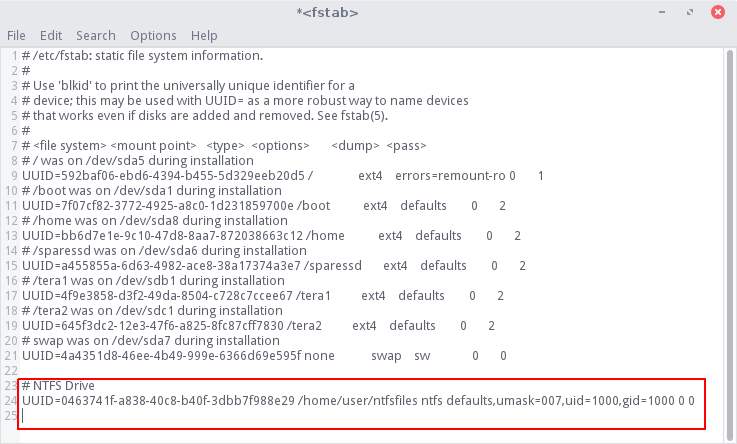 *<fstab>
File Edit Search Options Help
1 # /etc/fstab: static file system information.
2 #
3 # Use 'blkid' to print the universally unique identifier for a
4 # device; this may be used with UUID= as a more robust way to name devices
5 # that works even if disks are added and removed. See fstab(5).
6 #
7 # <file system> <mount point> <type> <options> <dump> <pass>
8 # / was on /dev/sda5 during installation
9 UUID=592baf06-ebd6-4394-b455-5d329eeb20d5 / ext4 errors=remount-ro 0 1
10 # /boot was on /dev/sda1 during installation
11 UUID=7f07cf82-3772-4925-a8c0-1d231859700e /boot ext4 defaults 0 2
12 # /home was on /dev/sda8 during installation
13 UUID=bb6d7e1e-9c10-47d8-8aa7-872038663c12 /home ext4 defaults 0 2
14 # /sparessd was on /dev/sda6 during installation
15 UUID=a455855a-6d63-4982-ace8-38a17374a3e7 /sparessd ext4 defaults 0 2
16 # /tera1 was on /dev/sdb1 during installation
17 UUID=4f9e3858-d3f2-49da-8504-c728c7ccee67 /tera1 ext4 defaults 0 2
18 # /tera2 was on /dev/sdc1 during installation
19 UUID=645f3dc2-12e3-47f6-a825-8fc87cff7830 /tera2 ext4 defaults 0 2
20 # swap was on /dev/sda7 during installation
21 UUID=4a4351d8-46ee-4b49-999e-6366d69e595f none swap sw 0 0
22
23 # NTFS Drive
24 UUID=0463741f-a838-40c8-b40f-3dbb7f988e29 /home/user/ntfsfiles ntfs defaults,umask=007,uid=1000,gid=1000 0 0
25